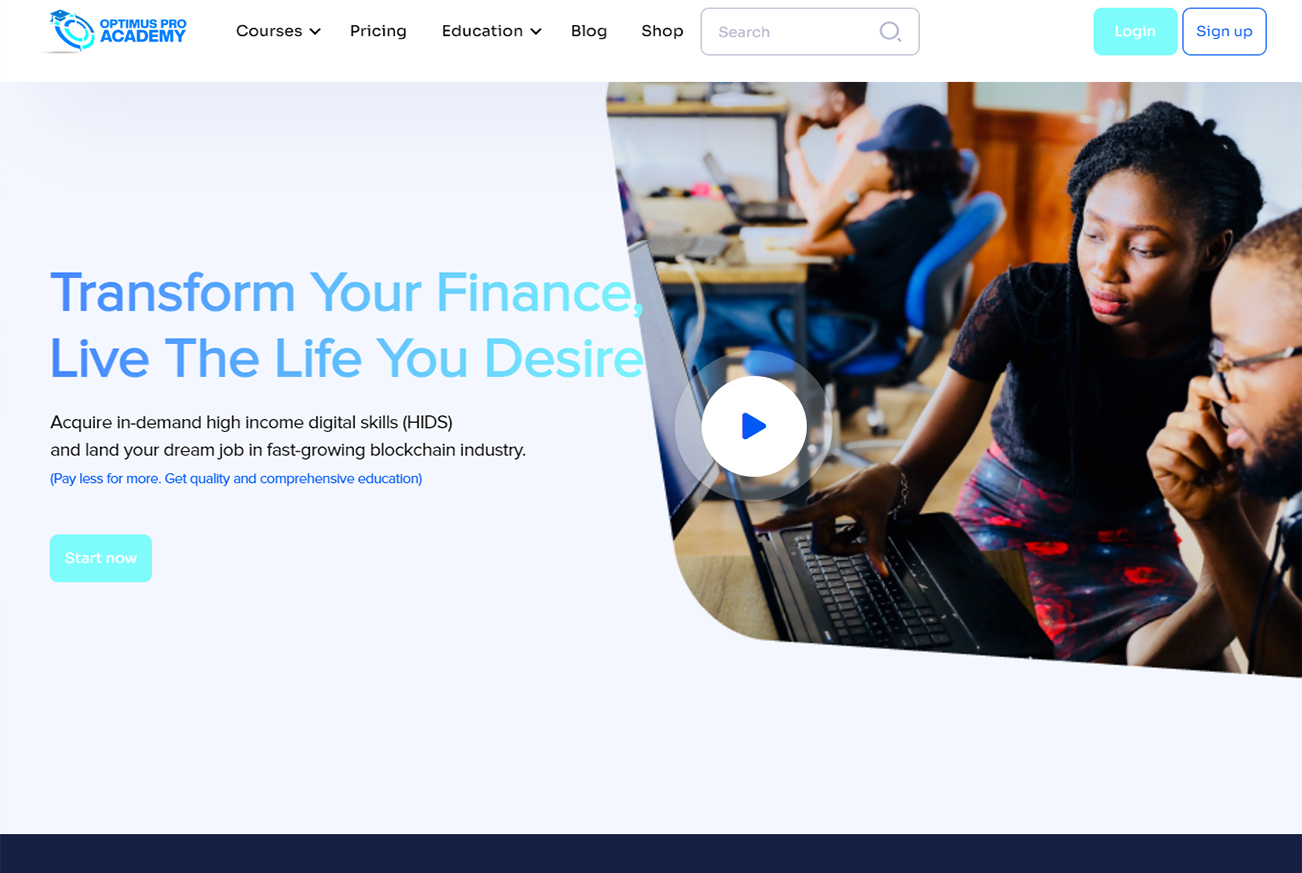 OPTIMUS PRO
ACADEMY
Courses
Pricing
Education
Blog
Shop
Search
Login
Sign up
Transform Your Finance,
Live The Life You Desire
Acquire in-demand high income digital skills (HIDS)
and land your dream job in fast-growing blockchain industry.
(Pay less for more. Get quality and comprehensive education)
Start now